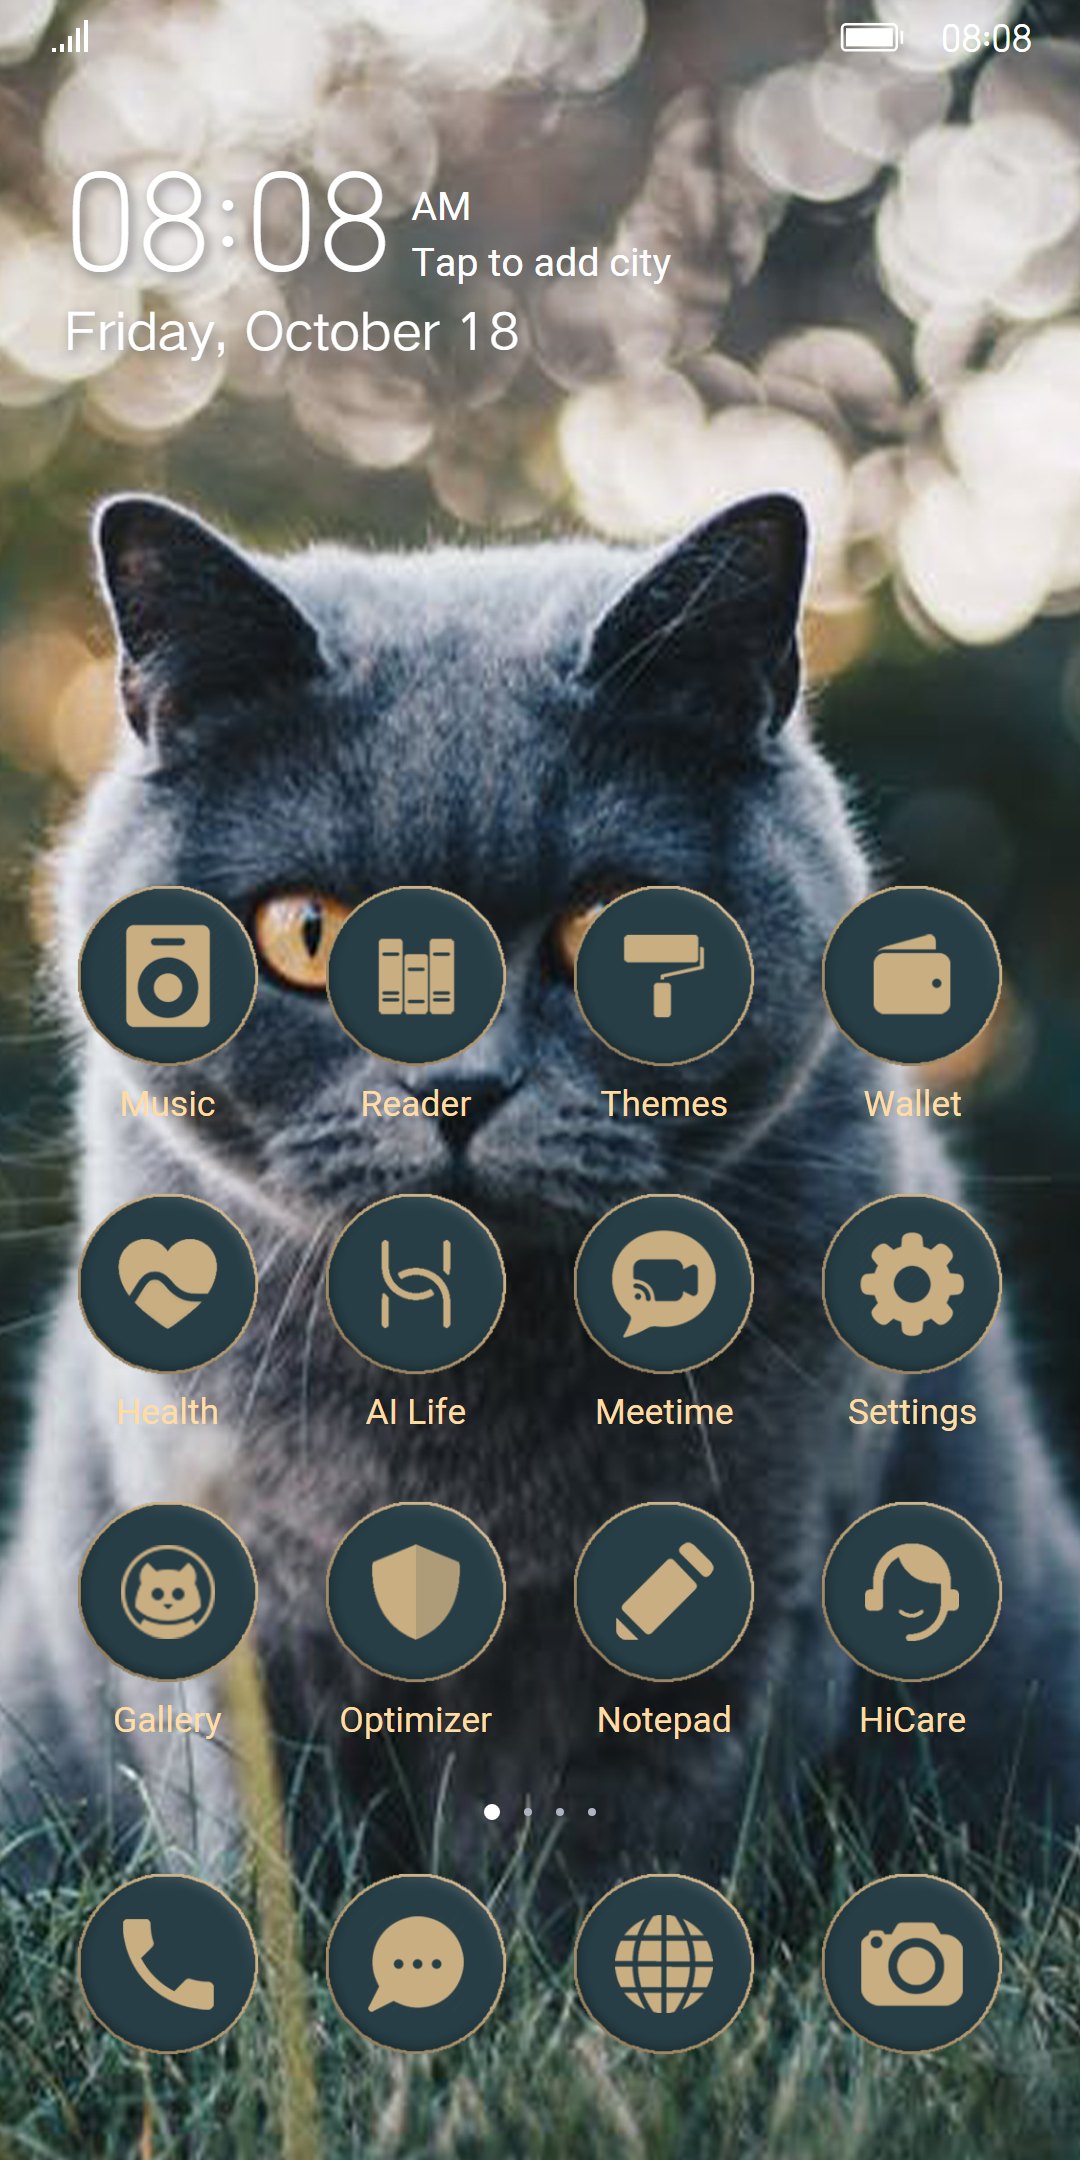 08:08
08:08 AM
Tap to add city
Friday, October 18
Music Reader Themes Wallet
Health AI Life Meetime Settings
Gallery Optimizer Notepad HiCare